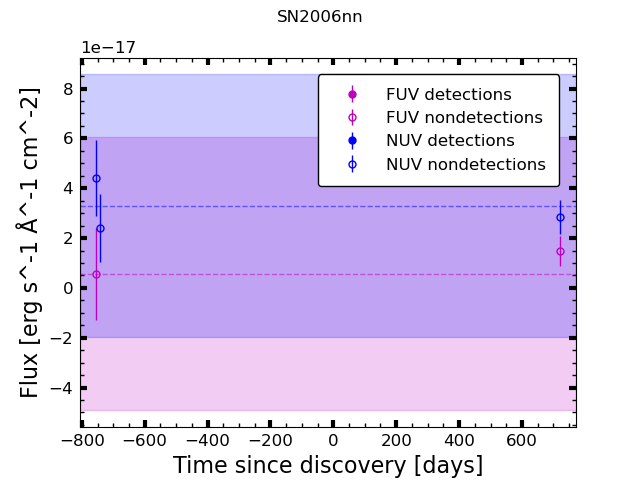 SN2006nn
1e−17
8
6
4
2
0
−2
−4
Flux [erg s^-1 Å^-1 cm^-2]
FUV detections
FUV nondetections
NUV detections
NUV nondetections
−800 −600 −400 −200 0 200 400 600
Time since discovery [days]